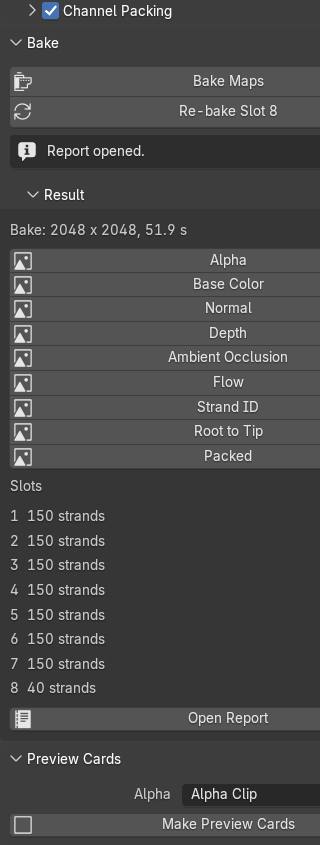 Channel Packing
Bake
Bake Maps
Re-bake Slot 8
Report opened.
Result
Bake: 2048 x 2048, 51.9 s
Alpha
Base Color
Normal
Depth
Ambient Occlusion
Flow
Strand ID
Root to Tip
Packed
Slots
1 150 strands
2 150 strands
3 150 strands
4 150 strands
5 150 strands
6 150 strands
7 150 strands
8 40 strands
Open Report
Preview Cards
Alpha Alpha Clip
Make Preview Cards